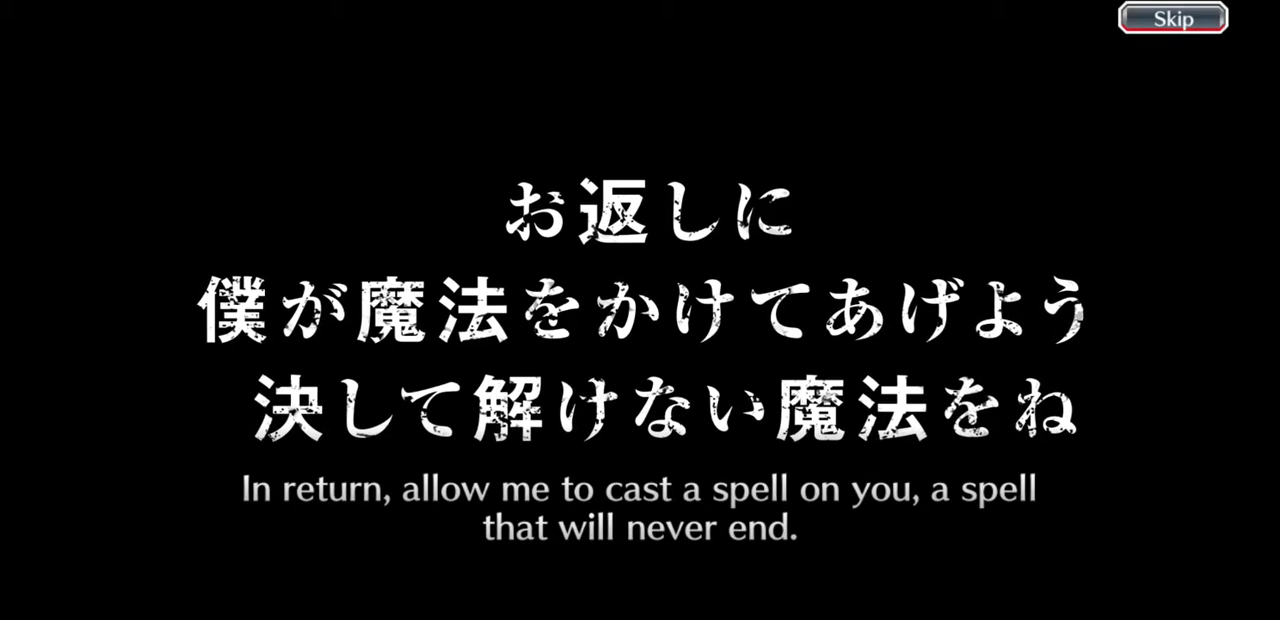 Skip
お返しに
僕が魔法をかけてあげよう
決して解けない魔法をね
In return, allow me to cast a spell on you, a spell
that will never end.